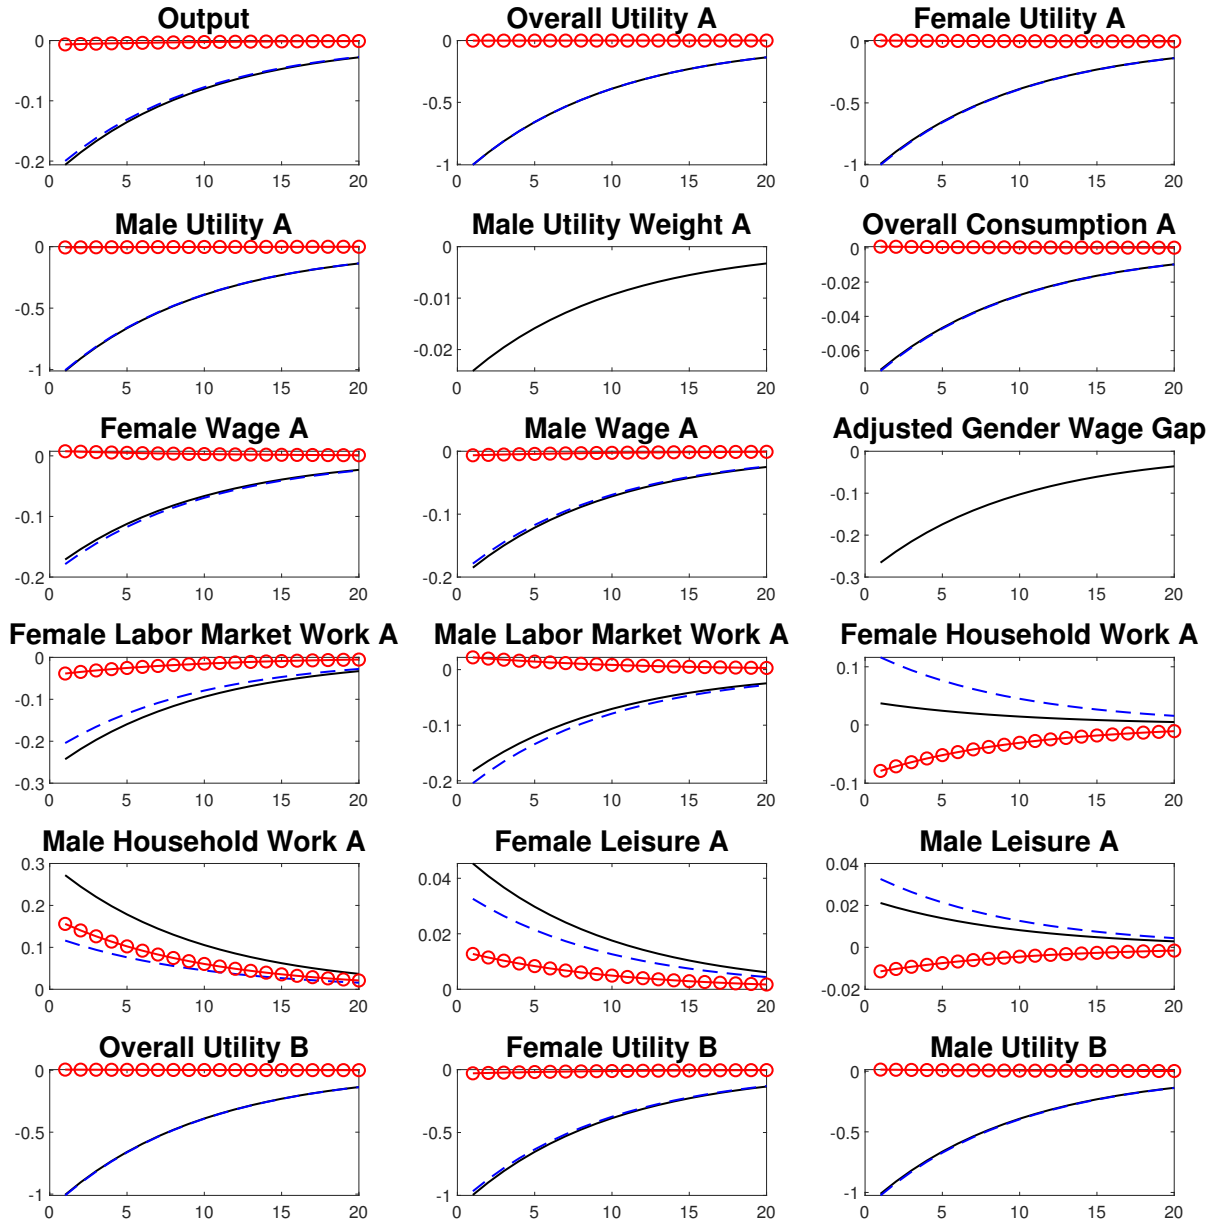 Output
0
-0.1
-0.2
0 5 10 15 20
Overall Utility A
0
-0.5
-1
0 5 10 15 20
Female Utility A
0
-0.5
-1
0 5 10 15 20
Male Utility A
0
-0.5
-1
0 5 10 15 20
Male Utility Weight A
0
-0.01
-0.02
0 5 10 15 20
Overall Consumption A
0
-0.02
-0.04
-0.06
0 5 10 15 20
Female Wage A
0
-0.1
-0.2
0 5 10 15 20
Male Wage A
0
-0.1
-0.2
0 5 10 15 20
Adjusted Gender Wage Gap
0
-0.1
-0.2
-0.3
0 5 10 15 20
Female Labor Market Work A
0
-0.1
-0.2
-0.3
0 5 10 15 20
Male Labor Market Work A
0
-0.1
-0.2
0 5 10 15 20
Female Household Work A
0.1
0
-0.1
0 5 10 15 20
Male Household Work A
0.3
0.2
0.1
0
0 5 10 15 20
Female Leisure A
0.04
0.02
0
0 5 10 15 20
Male Leisure A
0.04
0.02
0
-0.02
0 5 10 15 20
Overall Utility B
0
-0.5
-1
0 5 10 15 20
Female Utility B
0
-0.5
-1
0 5 10 15 20
Male Utility B
0
-0.5
-1
0 5 10 15 20